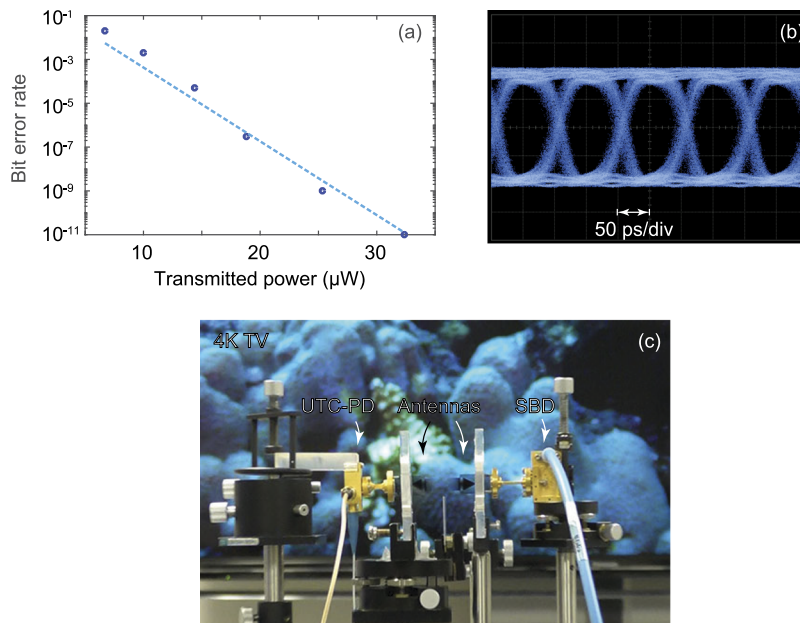 (a)
Bit error rate
10-1
10-3
10-5
10-7
10-9
10-11
10
20
30
Transmitted power (µW)
(b)
50 ps/div
4K TV
(c)
UTC-PD
Antennas
SBD